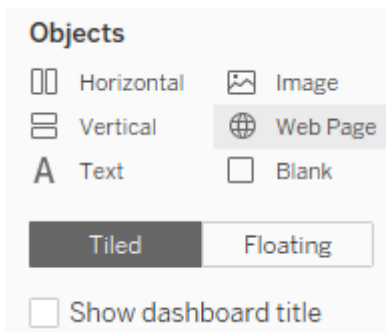 Objects
Horizontal Image
Vertical Web Page
A Text Blank
Tiled Floating
Show dashboard title